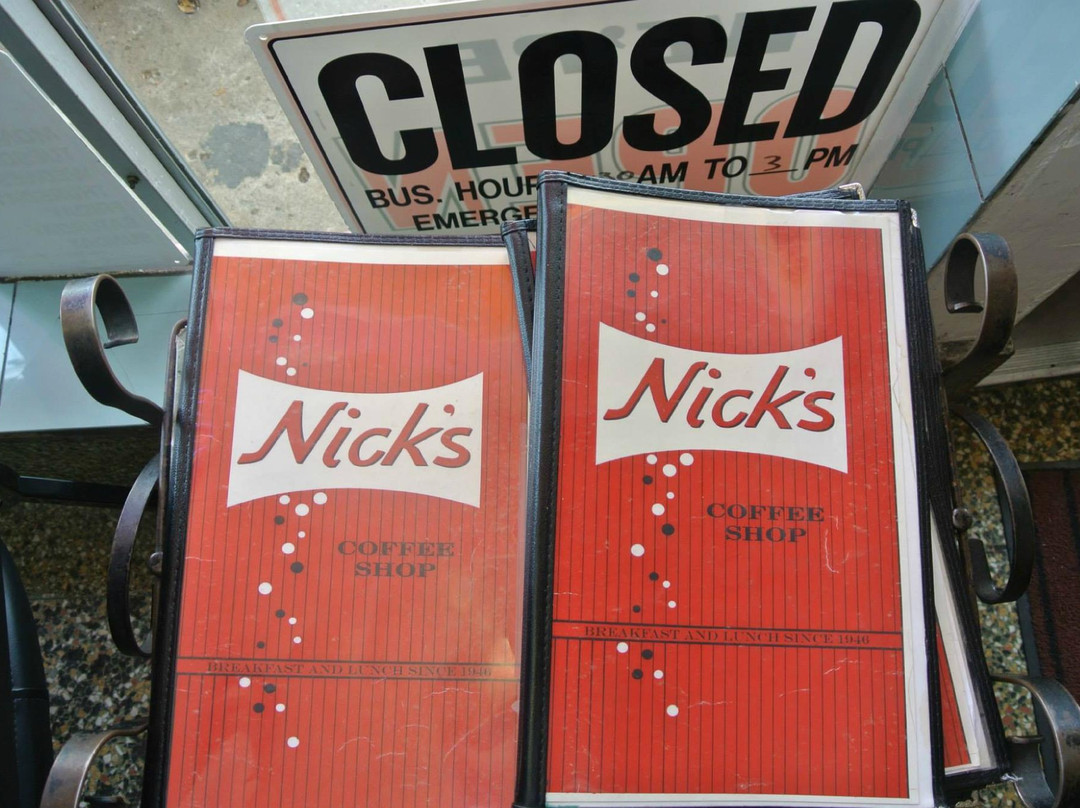 CLOSED
BUS. HOUR AM TO 3 PM
EMERGE
Nick's
COFFEE
SHOP
BREAKFAST AND LUNCH SINCE 1946
Nick's
COFFEE
SHOP
BREAKFAST AND LUNCH SINCE 1946